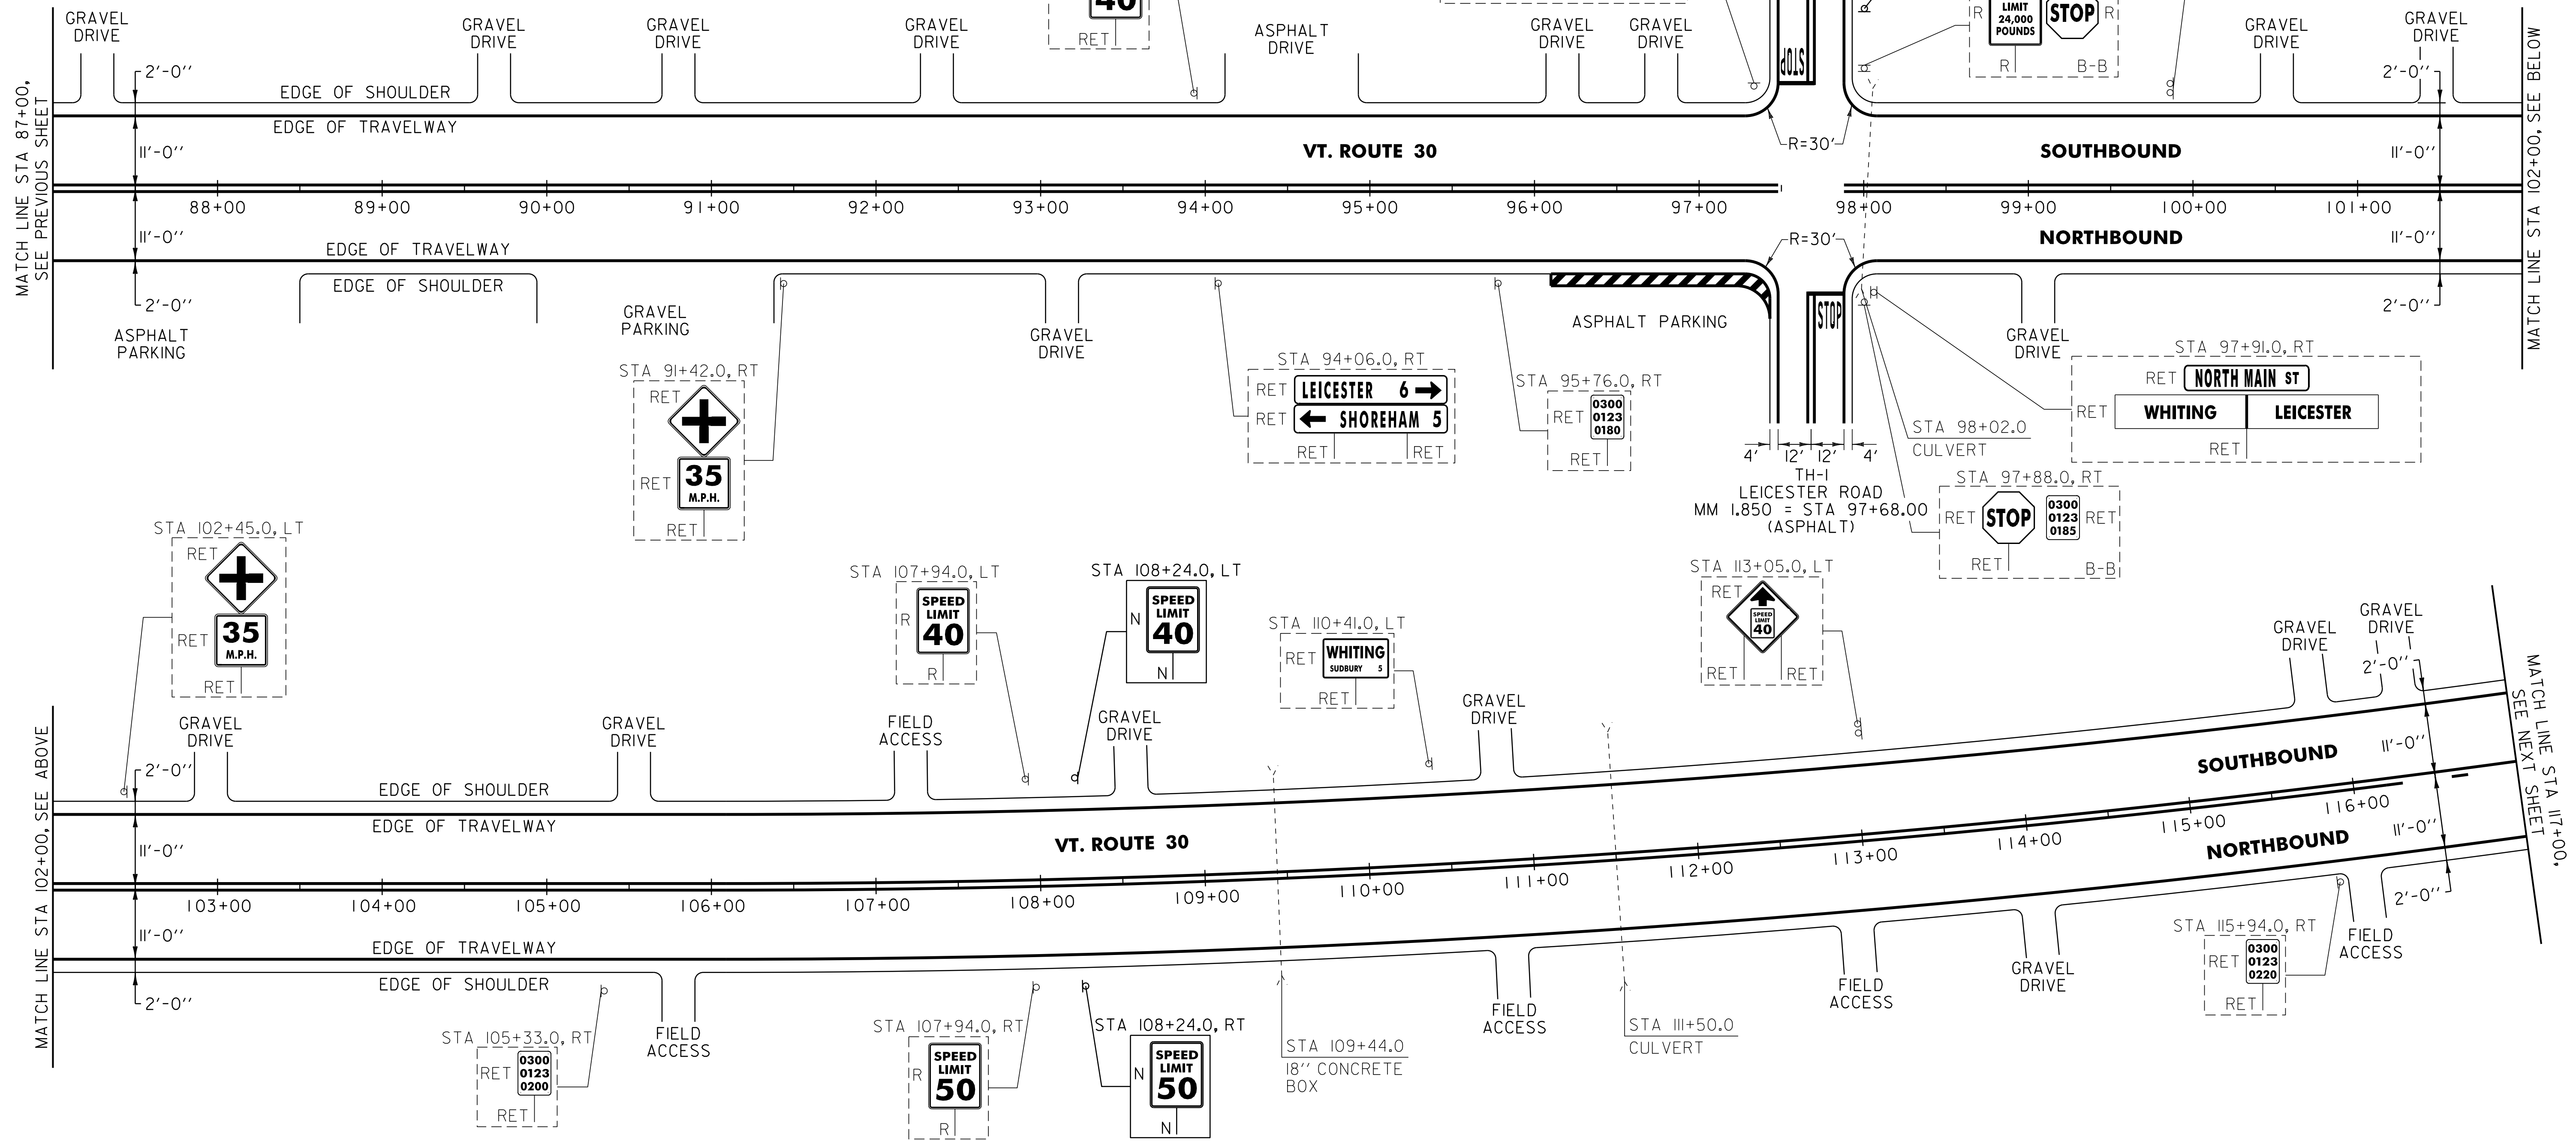 GRAVEL
DRIVE
GRAVEL
DRIVE
GRAVEL
DRIVE
GRAVEL
DRIVE
40
RET
ASPHALT
DRIVE
GRAVEL
DRIVE
GRAVEL
DRIVE
STOP
R
LIMIT
24,000
POUNDS
STOP
R
R
B-B
GRAVEL
DRIVE
GRAVEL
DRIVE
MATCH LINE STA 87+00,
SEE PREVIOUS SHEET
2'-0"
EDGE OF SHOULDER
EDGE OF TRAVELWAY
11'-0"
VT. ROUTE 30
R=30'
SOUTHBOUND
2'-0"
11'-0"
MATCH LINE STA 102+00, SEE BELOW
88+00
89+00
90+00
91+00
92+00
93+00
94+00
95+00
96+00
97+00
98+00
99+00
100+00
101+00
11'-0"
EDGE OF TRAVELWAY
EDGE OF SHOULDER
2'-0"
R=30'
NORTHBOUND
11'-0"
2'-0"
ASPHALT
PARKING
GRAVEL
PARKING
GRAVEL
DRIVE
ASPHALT PARKING
STOP
GRAVEL
DRIVE
STA 91+42.0, RT
RET
RET
35
M.P.H.
RET
STA 94+06.0, RT
RET
LEICESTER 6
RET
SHOREHAM 5
RET
RET
STA 95+76.0, RT
RET
0300
0123
0180
RET
4'
12'
12'
4'
TH-1
LEICESTER ROAD
MM 1.850 = STA 97+68.00
(ASPHALT)
STA 98+02.0
CULVERT
STA 97+91.0, RT
RET
NORTH MAIN ST
RET
WHITING
LEICESTER
RET
STA 97+88.0, RT
RET
STOP
0300
0123
0185
RET
RET
B-B
STA 102+45.0, LT
RET
RET
35
M.P.H.
RET
STA 107+94.0, LT
R
SPEED
LIMIT
40
R
STA 108+24.0, LT
N
SPEED
LIMIT
40
N
STA 110+41.0, LT
RET
WHITING
SUDBURY 5
RET
STA 113+05.0, LT
RET
SPEED
LIMIT
40
RET
RET
GRAVEL
DRIVE
GRAVEL
DRIVE
2'-0"
MATCH LINE STA 117+00,
SEE NEXT SHEET
MATCH LINE STA 102+00, SEE ABOVE
2'-0"
GRAVEL
DRIVE
GRAVEL
DRIVE
FIELD
ACCESS
GRAVEL
DRIVE
GRAVEL
DRIVE
EDGE OF SHOULDER
EDGE OF TRAVELWAY
11'-0"
VT. ROUTE 30
SOUTHBOUND
11'-0"
103+00
104+00
105+00
106+00
107+00
108+00
109+00
110+00
111+00
112+00
113+00
114+00
115+00
116+00
11'-0"
EDGE OF TRAVELWAY
EDGE OF SHOULDER
2'-0"
NORTHBOUND
11'-0"
2'-0"
STA 105+33.0, RT
RET
0300
0123
0200
RET
FIELD
ACCESS
STA 107+94.0, RT
R
SPEED
LIMIT
50
R
STA 108+24.0, RT
N
SPEED
LIMIT
50
N
STA 109+44.0
18" CONCRETE
BOX
FIELD
ACCESS
STA 111+50.0
CULVERT
FIELD
ACCESS
GRAVEL
DRIVE
STA 115+94.0, RT
RET
0300
0123
0220
RET
FIELD
ACCESS